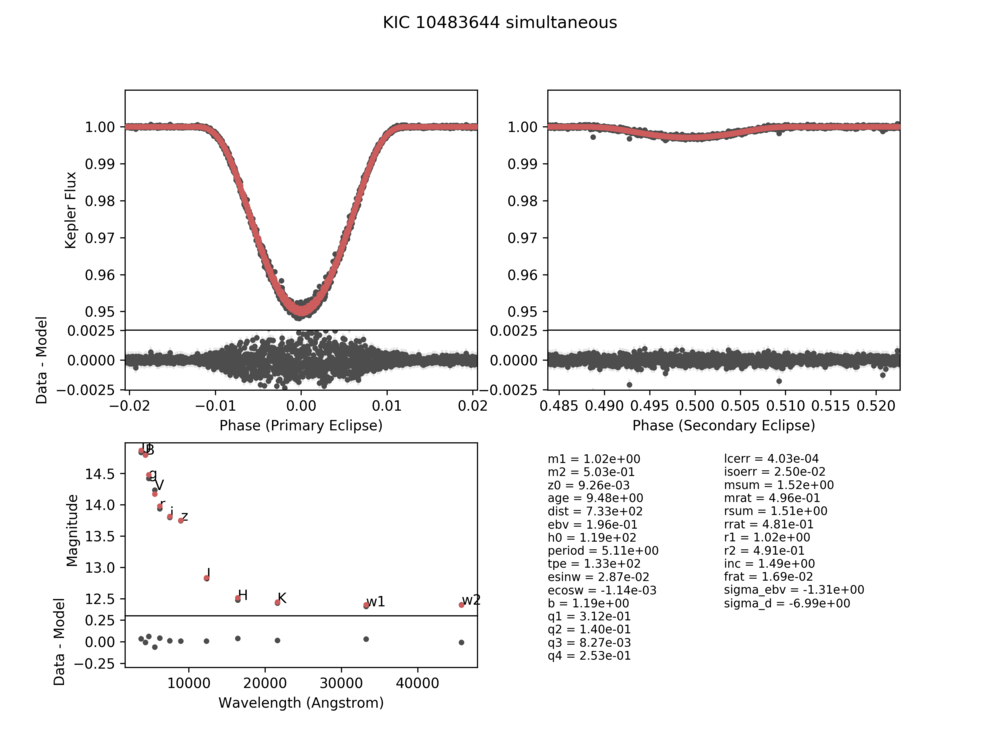 KIC 10483644 simultaneous
1.00
0.99
0.98
0.97
0.96
0.95
Kepler Flux
0.0025
0.0000
−0.0025
Data - Model
−0.02 −0.01 0.00 0.01 0.02
Phase (Primary Eclipse)
1.00
0.99
0.98
0.97
0.96
0.95
0.0025
0.0000
−0.0025
0.485 0.490 0.495 0.500 0.505 0.510 0.515 0.520
Phase (Secondary Eclipse)
14.5
14.0
13.5
13.0
12.5
Magnitude
B
g
V
r
i
z
J
H
K
w1
w2
0.25
0.00
−0.25
Data - Model
10000 20000 30000 40000
Wavelength (Angstrom)
m1 = 1.02e+00
m2 = 5.03e-01
z0 = 9.26e-03
age = 9.48e+00
dist = 7.33e+02
ebv = 1.96e-01
h0 = 1.19e+02
period = 5.11e+00
tpe = 1.33e+02
esinw = 2.87e-02
ecosw = -1.14e-03
b = 1.19e+00
q1 = 3.12e-01
q2 = 1.40e-01
q3 = 8.27e-03
q4 = 2.53e-01
lcerr = 4.03e-04
isoerr = 2.50e-02
msum = 1.52e+00
mrat = 4.96e-01
rsum = 1.51e+00
rrat = 4.81e-01
r1 = 1.02e+00
r2 = 4.91e-01
inc = 1.49e+00
frat = 1.69e-02
sigma_ebv = -1.31e+00
sigma_d = -6.99e+00